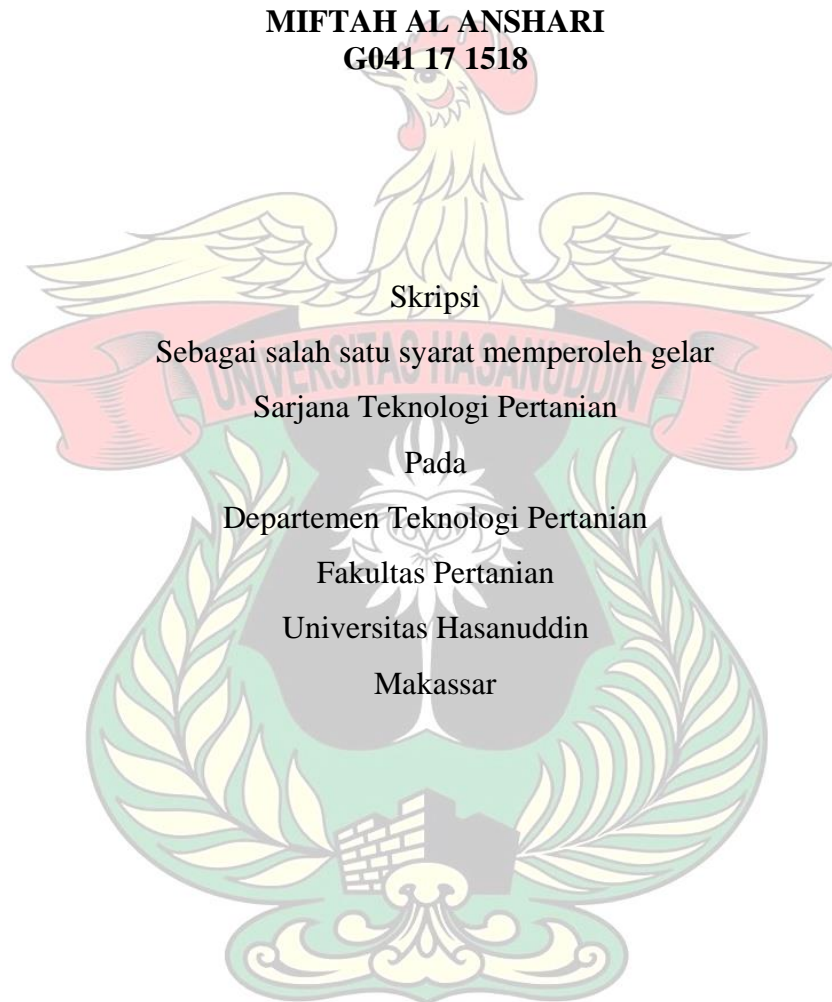 MIFTAH AL ANSHARI
G041 17 1518
Skripsi
Sebagai salah satu syarat memperoleh gelar
UNIVERSITAS HASANUDDIN
Sarjana Teknologi Pertanian
Pada
Departemen Teknologi Pertanian
Fakultas Pertanian
Universitas Hasanuddin
Makassar